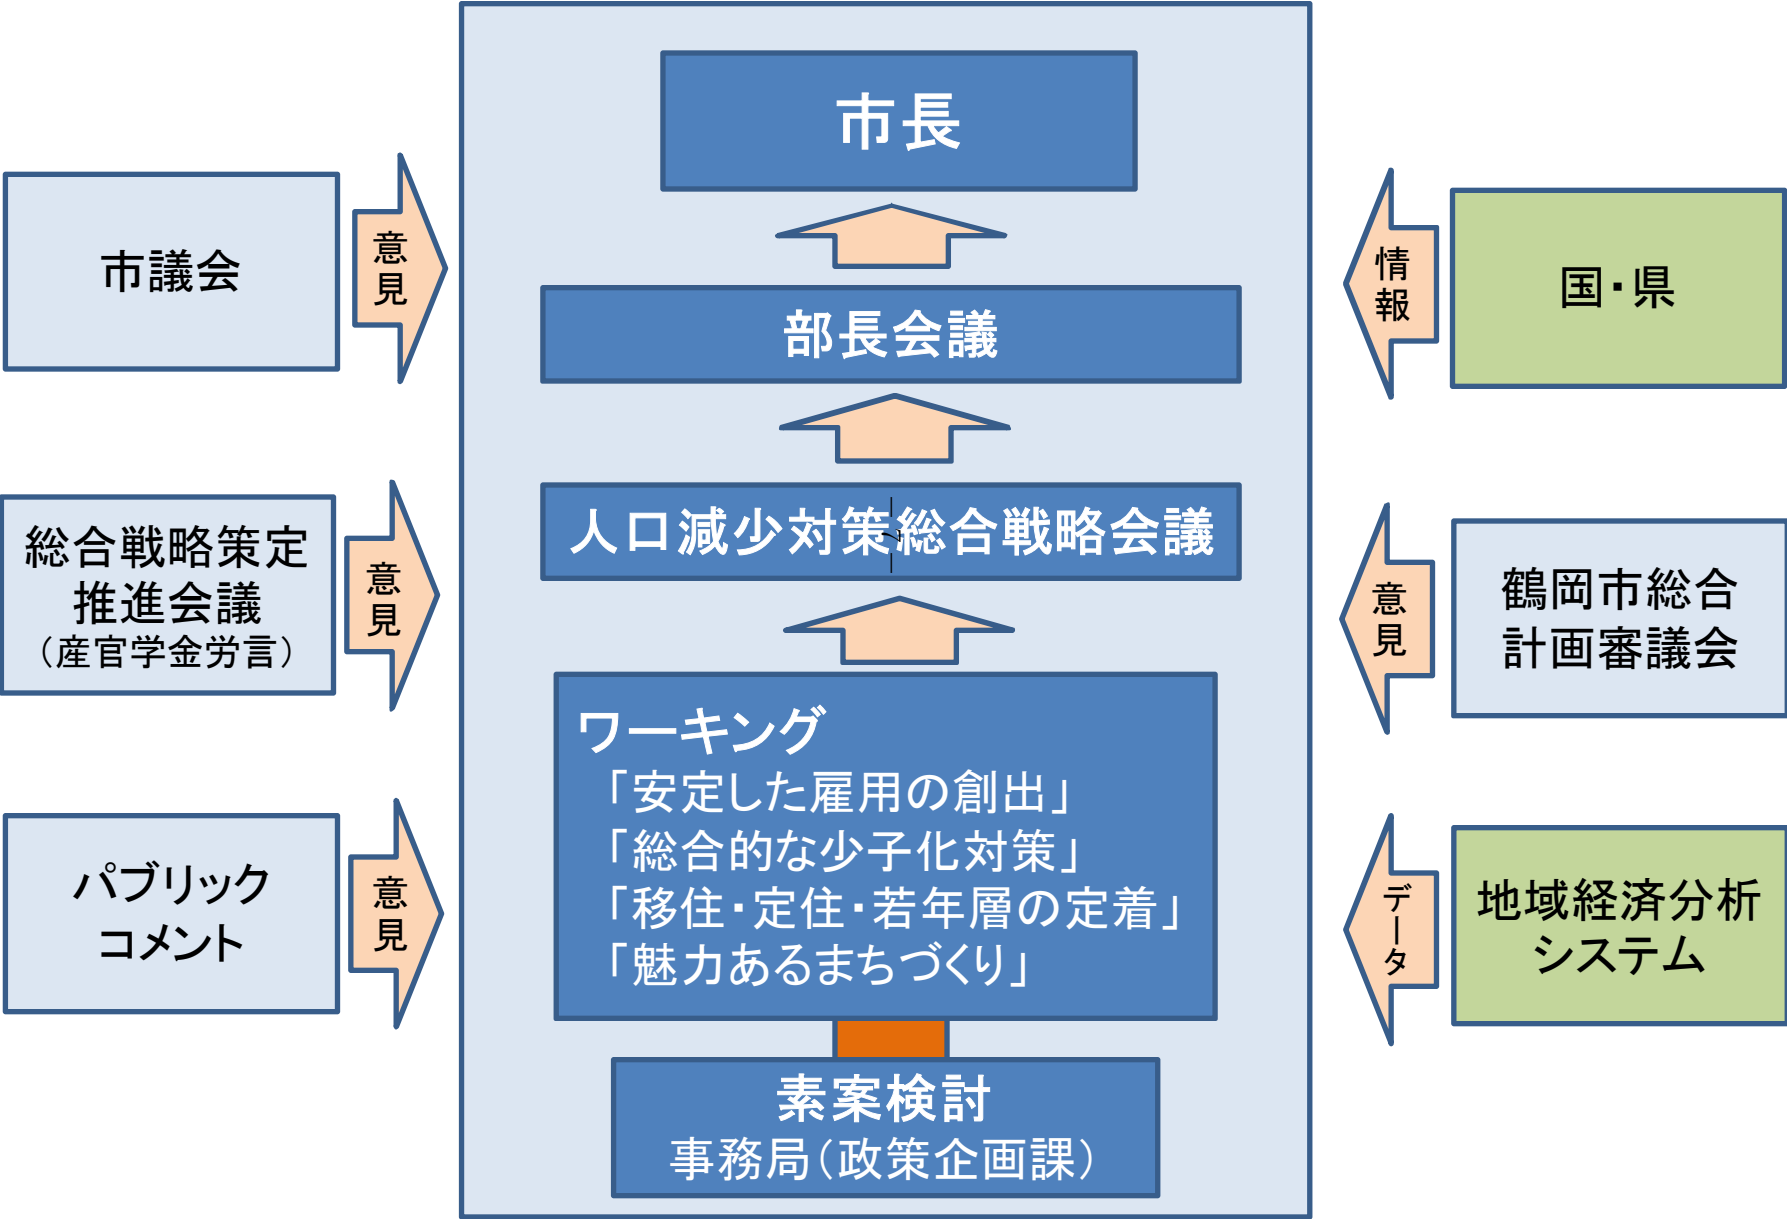 市長
部長会議
人口減少対策総合戦略会議
ワーキング
「安定した雇用の創出」
「総合的な少子化対策」
「移住・定住・若年層の定着」
「魅力あるまちづくり」
素案検討
事務局（政策企画課）
市議会
意見
総合戦略策定
推進会議
（産官学金労言）
意見
パブリック
コメント
意見
情報
国・県
意見
鶴岡市総合
計画審議会
データ
地域経済分析
システム